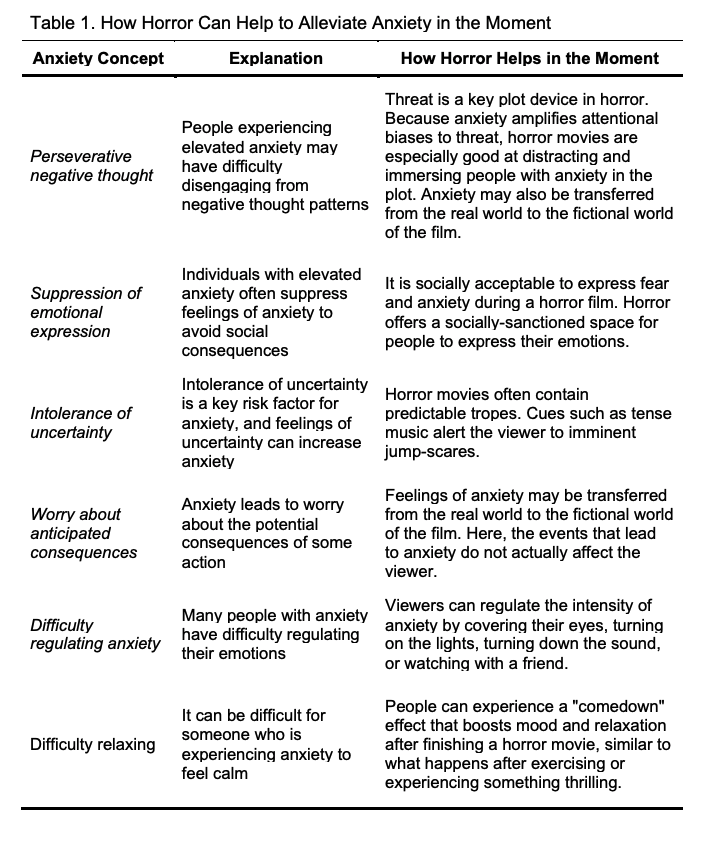 Table 1. How Horror Can Help to Alleviate Anxiety in the Moment
Anxiety Concept Explanation How Horror Helps in the Moment
Perseverative
negative thought
People experiencing
elevated anxiety may
have difficulty
disengaging from
negative thought patterns
Threat is a key plot device in horror.
Because anxiety amplifies attentional
biases to threat, horror movies are
especially good at distracting and
immersing people with anxiety in the
plot. Anxiety may also be transferred
from the real world to the fictional world
of the film.
Suppression of
emotional
expression
Individuals with elevated
anxiety often suppress
feelings of anxiety to
avoid social
consequences
It is socially acceptable to express fear
and anxiety during a horror film. Horror
offers a socially-sanctioned space for
people to express their emotions.
Intolerance of
uncertainty
Intolerance of uncertainty
is a key risk factor for
anxiety, and feelings of
uncertainty can increase
anxiety
Horror movies often contain
predictable tropes. Cues such as tense
music alert the viewer to imminent
jump-scares.
Worry about
anticipated
consequences
Anxiety leads to worry
about the potential
consequences of some
action
Feelings of anxiety may be transferred
from the real world to the fictional world
of the film. Here, the events that lead
to anxiety do not actually affect the
viewer.
Difficulty
regulating anxiety
Many people with anxiety
have difficulty regulating
their emotions
Viewers can regulate the intensity of
anxiety by covering their eyes, turning
on the lights, turning down the sound,
or watching with a friend.
Difficulty relaxing
It can be difficult for
someone who is
experiencing anxiety to
feel calm
People can experience a "comedown"
effect that boosts mood and relaxation
after finishing a horror movie, similar to
what happens after exercising or
experiencing something thrilling.